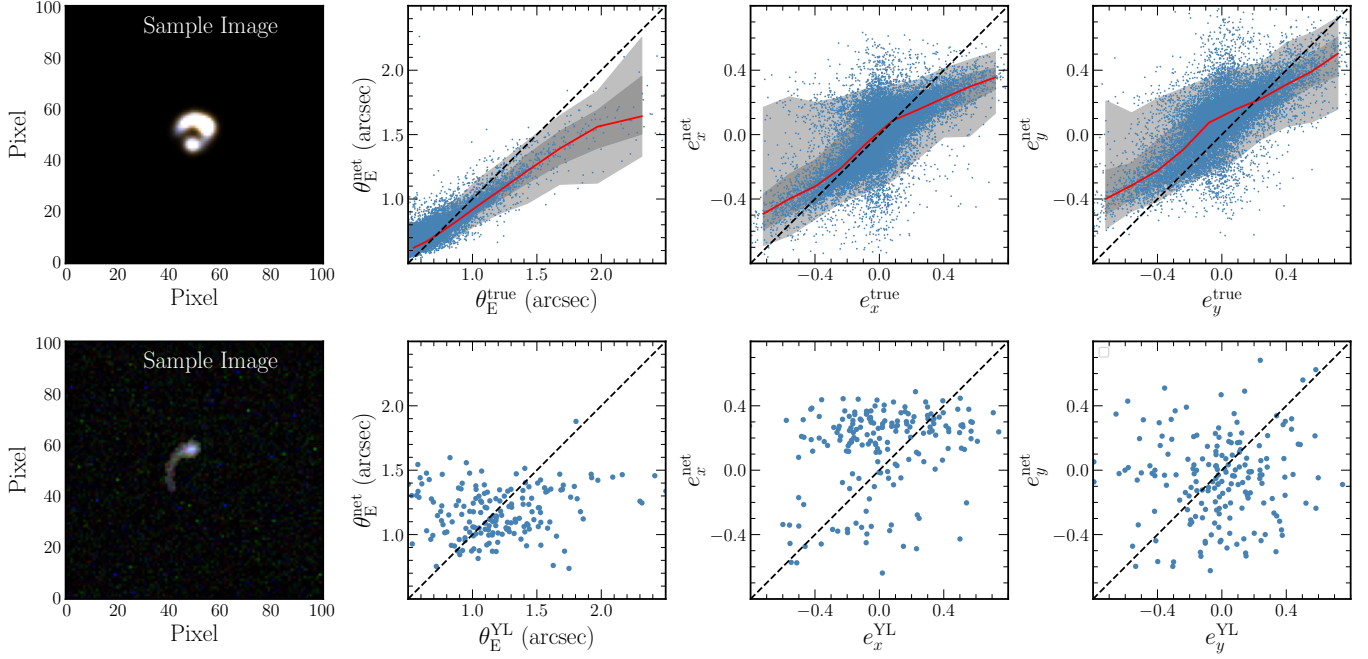 Sample Image
100
80
60
40
20
0
0 20 40 60 80 100
Pixel
Pixel
2.0
1.5
1.0
1.0 1.5 2.0 2.5
θ_E^net (arcsec)
θ_E^true (arcsec)
0.4
0.0
−0.4
−0.4 0.0 0.4
e_x^net
e_x^true
0.4
0.0
−0.4
−0.4 0.0 0.4
e_y^net
e_y^true
Sample Image
100
80
60
40
20
0
0 20 40 60 80 100
Pixel
Pixel
2.0
1.5
1.0
1.0 1.5 2.0 2.5
θ_E^net (arcsec)
θ_E^YL (arcsec)
0.4
0.0
−0.4
−0.4 0.0 0.4
e_x^net
e_x^YL
0.4
0.0
−0.4
−0.4 0.0 0.4
e_y^net
e_y^YL